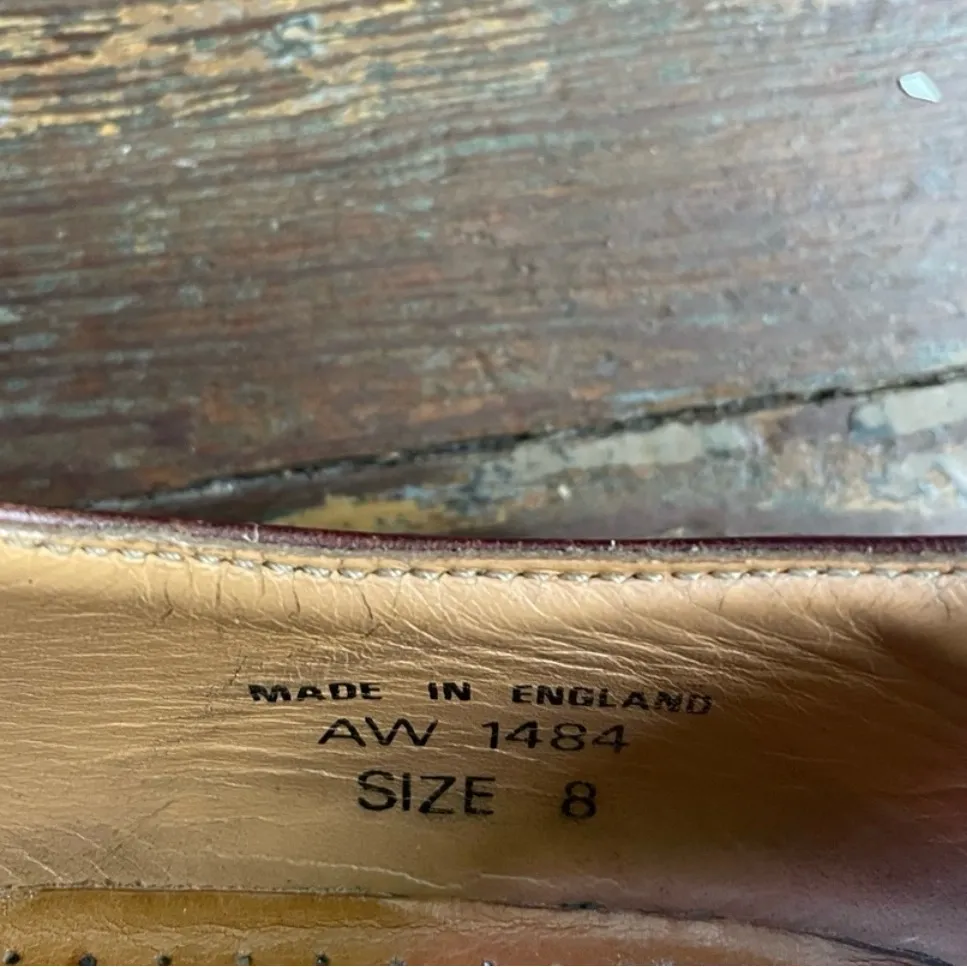 MADE IN ENGLAND
AW 1484
SIZE 8